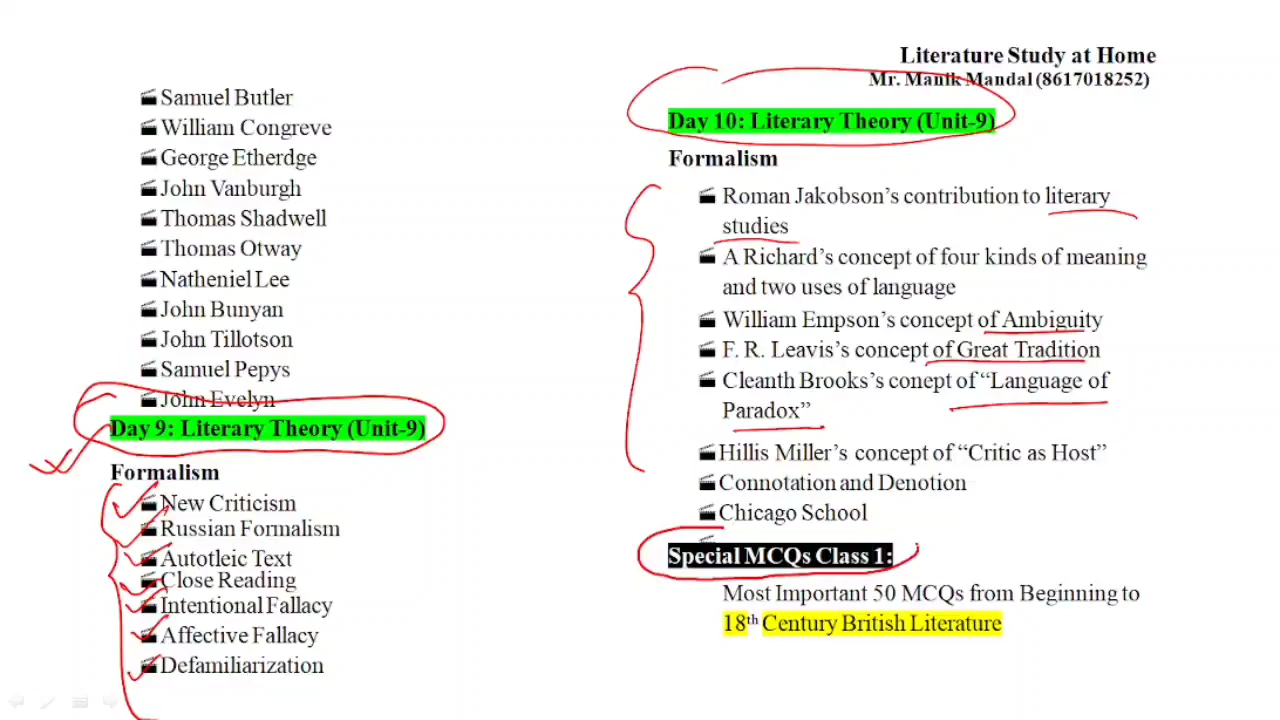 Samuel Butler
William Congreve
George Etherdge
John Vanburgh
Thomas Shadwell
Thomas Otway
Natheniel Lee
John Bunyan
John Tillotson
Samuel Pepys
John Evelyn
Day 9: Literary Theory (Unit-9)
Formalism
New Criticism
Russian Formalism
Autotleic Text
Close Reading
Intentional Fallacy
Affective Fallacy
Defamiliarization
Literature Study at Home
Mr. Manik Mandal (8617018252)
Day 10: Literary Theory (Unit-9)
Formalism
Roman Jakobson’s contribution to literary
studies
A Richard’s concept of four kinds of meaning
and two uses of language
William Empson’s concept of Ambiguity
F. R. Leavis’s concept of Great Tradition
Cleanth Brooks’s conept of “Language of
Paradox”
Hillis Miller’s concept of “Critic as Host”
Connotation and Denotion
Chicago School
Special MCQs Class 1:
Most Important 50 MCQs from Beginning to
18th Century British Literature